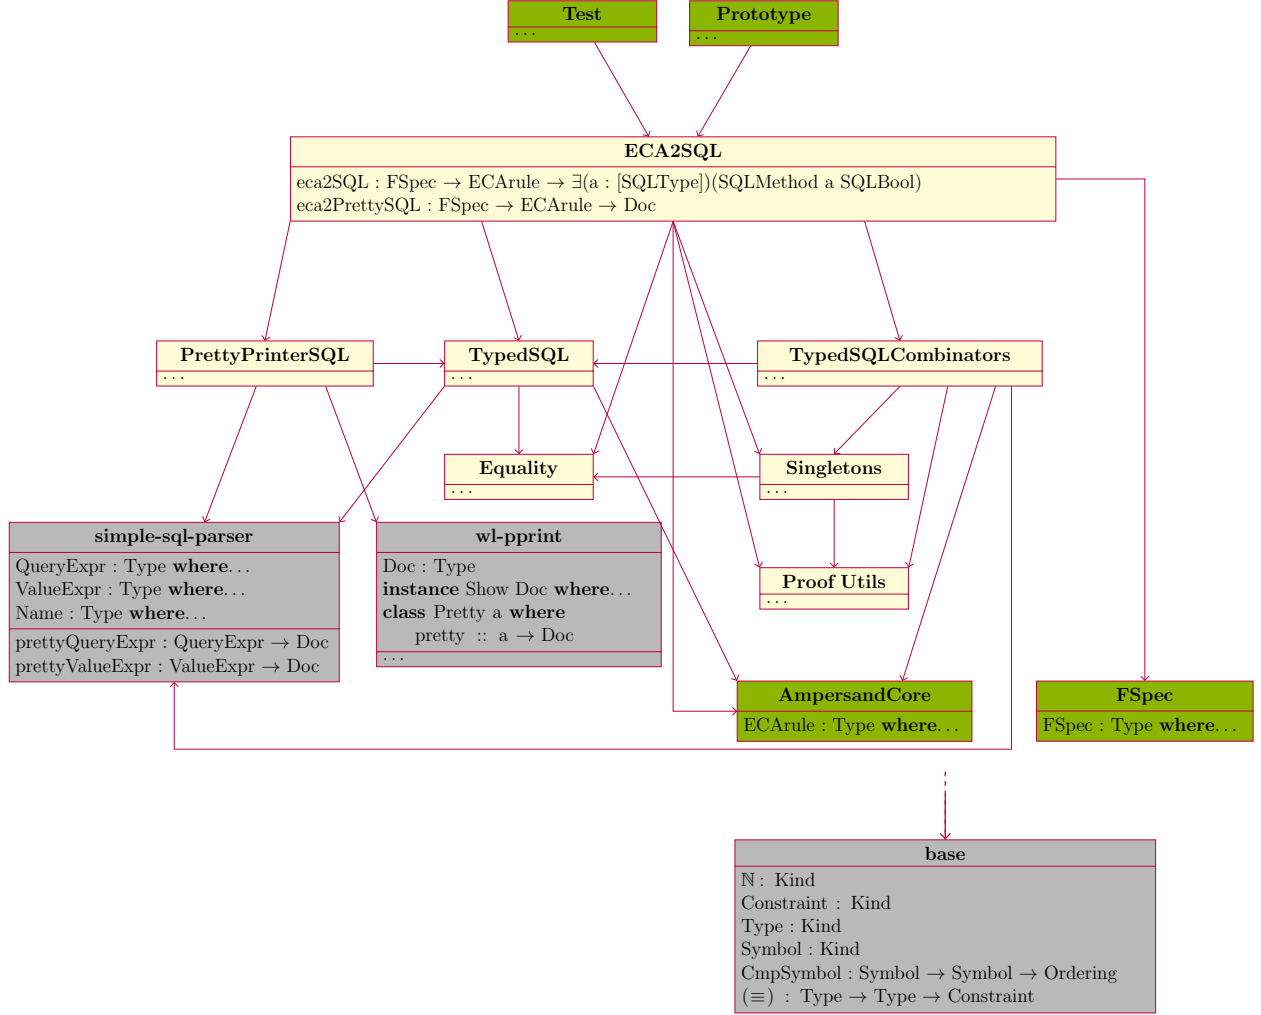 Test
...
Prototype
...
ECA2SQL
eca2SQL : FSpec → ECArule → ∃(a : [SQLType])(SQLMethod a SQLBool)
eca2PrettySQL : FSpec → ECArule → Doc
PrettyPrinterSQL
...
TypedSQL
...
TypedSQLCombinators
...
Equality
...
Singletons
...
simple-sql-parser
QueryExpr : Type where...
ValueExpr : Type where...
Name : Type where...
prettyQueryExpr : QueryExpr → Doc
prettyValueExpr : ValueExpr → Doc
wl-pprint
Doc : Type
instance Show Doc where...
class Pretty a where
pretty :: a → Doc
...
Proof Utils
...
AmpersandCore
ECArule : Type where...
FSpec
FSpec : Type where...
base
ℕ : Kind
Constraint : Kind
Type : Kind
Symbol : Kind
CmpSymbol : Symbol → Symbol → Ordering
(≡) : Type → Type → Constraint